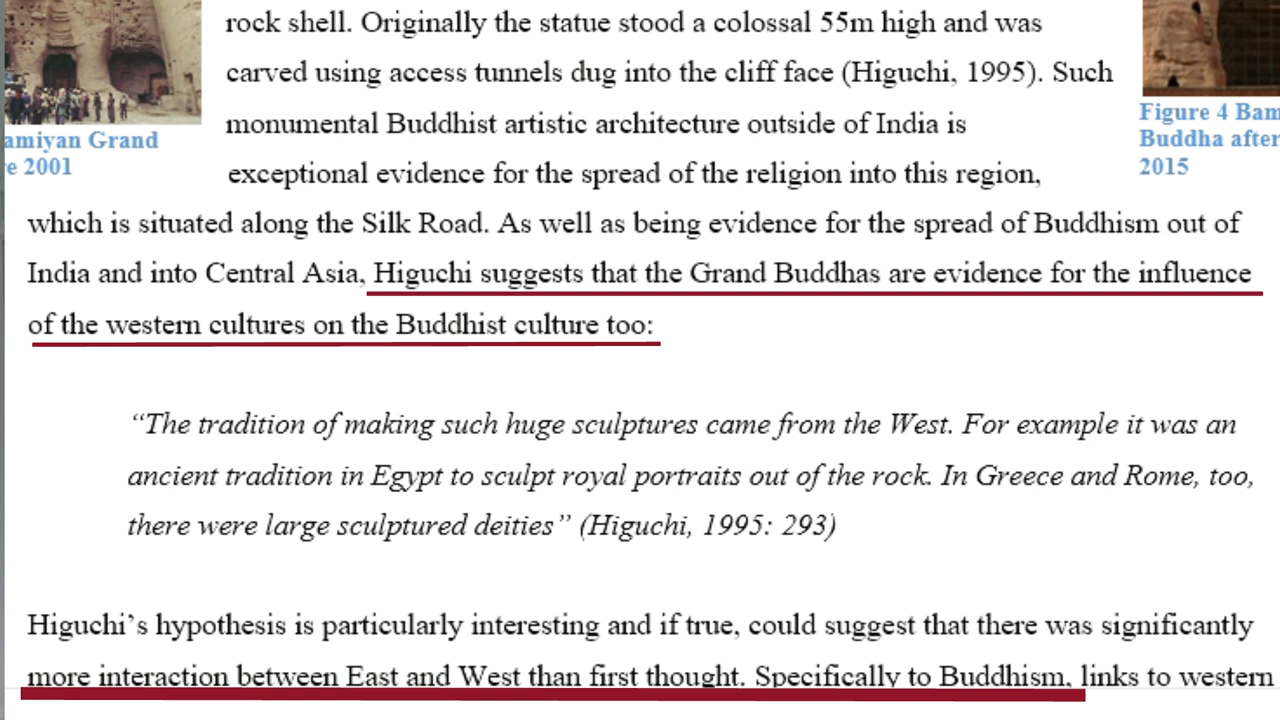 rock shell. Originally the statue stood a colossal 55m high and was
carved using access tunnels dug into the cliff face (Higuchi, 1995). Such
monumental Buddhist artistic architecture outside of India is
exceptional evidence for the spread of the religion into this region,
which is situated along the Silk Road. As well as being evidence for the spread of Buddhism out of
India and into Central Asia, Higuchi suggests that the Grand Buddhas are evidence for the influence
of the western cultures on the Buddhist culture too:
“The tradition of making such huge sculptures came from the West. For example it was an
ancient tradition in Egypt to sculpt royal portraits out of the rock. In Greece and Rome, too,
there were large sculptured deities” (Higuchi, 1995: 293)
Higuchi’s hypothesis is particularly interesting and if true, could suggest that there was significantly
more interaction between East and West than first thought. Specifically to Buddhism, links to western
amiyan Grand
e 2001
Figure 4 Bam
Buddha after
2015